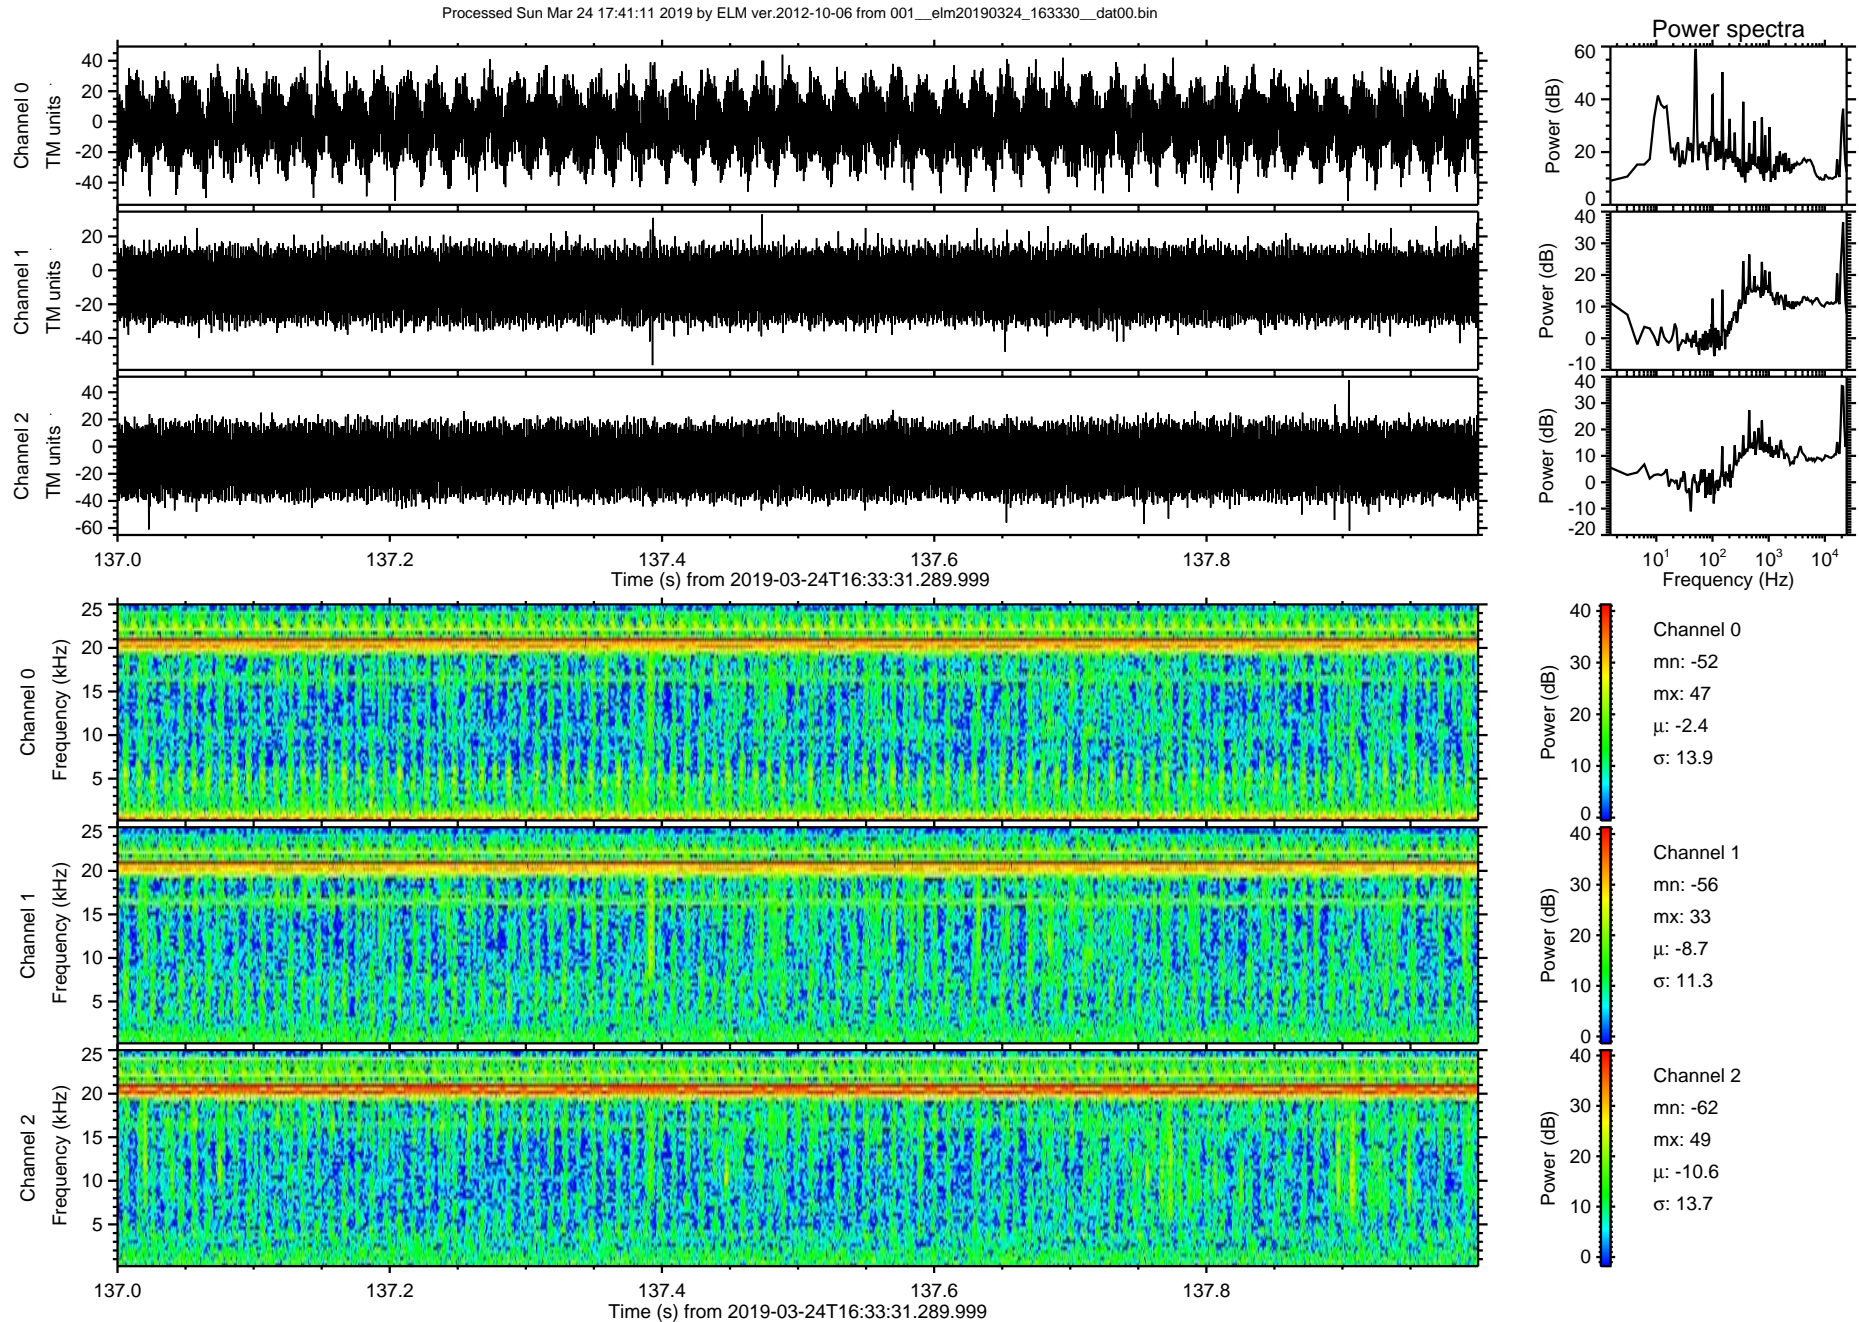 Processed Sun Mar 24 17:41:11 2019 by ELM ver.2012-10-06 from 001__elm20190324_163330__dat00.bin
Power spectra
Channel 0
TM units
40
20
0
-20
-40
Power (dB)
60
40
20
0
Channel 1
TM units
20
0
-20
-40
Power (dB)
40
30
20
10
0
-10
Channel 2
TM units
40
20
0
-20
-40
-60
Power (dB)
40
30
20
10
0
-10
-20
137.0 137.2 137.4 137.6 137.8
Time (s) from 2019-03-24T16:33:31.289.999
10¹ 10² 10³ 10⁴
Frequency (Hz)
Channel 0
Frequency (kHz)
25
20
15
10
5
Power (dB)
40
30
20
10
0
Channel 0
mn: -52
mx: 47
μ: -2.4
σ: 13.9
Channel 1
Frequency (kHz)
25
20
15
10
5
Power (dB)
40
30
20
10
0
Channel 1
mn: -56
mx: 33
μ: -8.7
σ: 11.3
Channel 2
Frequency (kHz)
25
20
15
10
5
Power (dB)
40
30
20
10
0
Channel 2
mn: -62
mx: 49
μ: -10.6
σ: 13.7
137.0 137.2 137.4 137.6 137.8
Time (s) from 2019-03-24T16:33:31.289.999